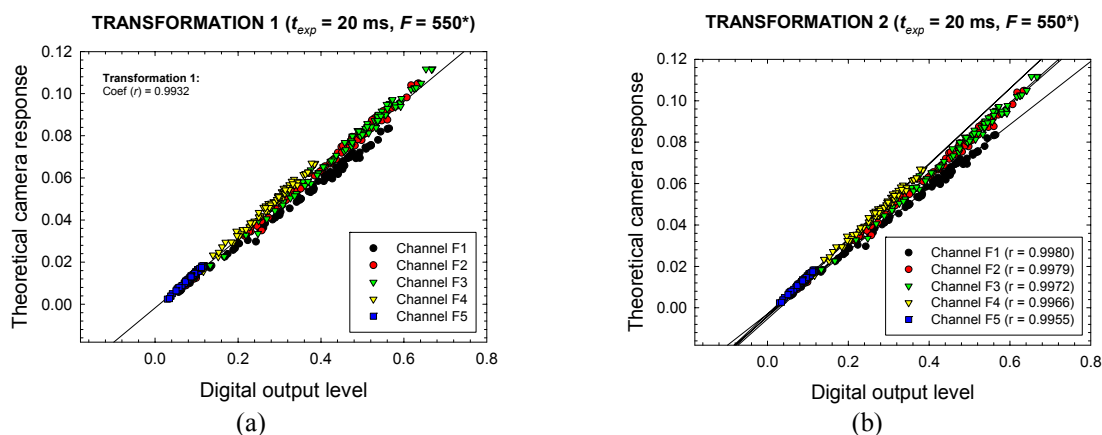 TRANSFORMATION 1 (t_exp = 20 ms, F = 550*)
Transformation 1:
Coef (r) = 0.9932
Theoretical camera response
0.12
0.10
0.08
0.06
0.04
0.02
0.00
Channel F1
Channel F2
Channel F3
Channel F4
Channel F5
0.0 0.2 0.4 0.6 0.8
Digital output level
(a)
TRANSFORMATION 2 (t_exp = 20 ms, F = 550*)
Theoretical camera response
0.12
0.10
0.08
0.06
0.04
0.02
0.00
Channel F1 (r = 0.9980)
Channel F2 (r = 0.9979)
Channel F3 (r = 0.9972)
Channel F4 (r = 0.9966)
Channel F5 (r = 0.9955)
0.0 0.2 0.4 0.6 0.8
Digital output level
(b)